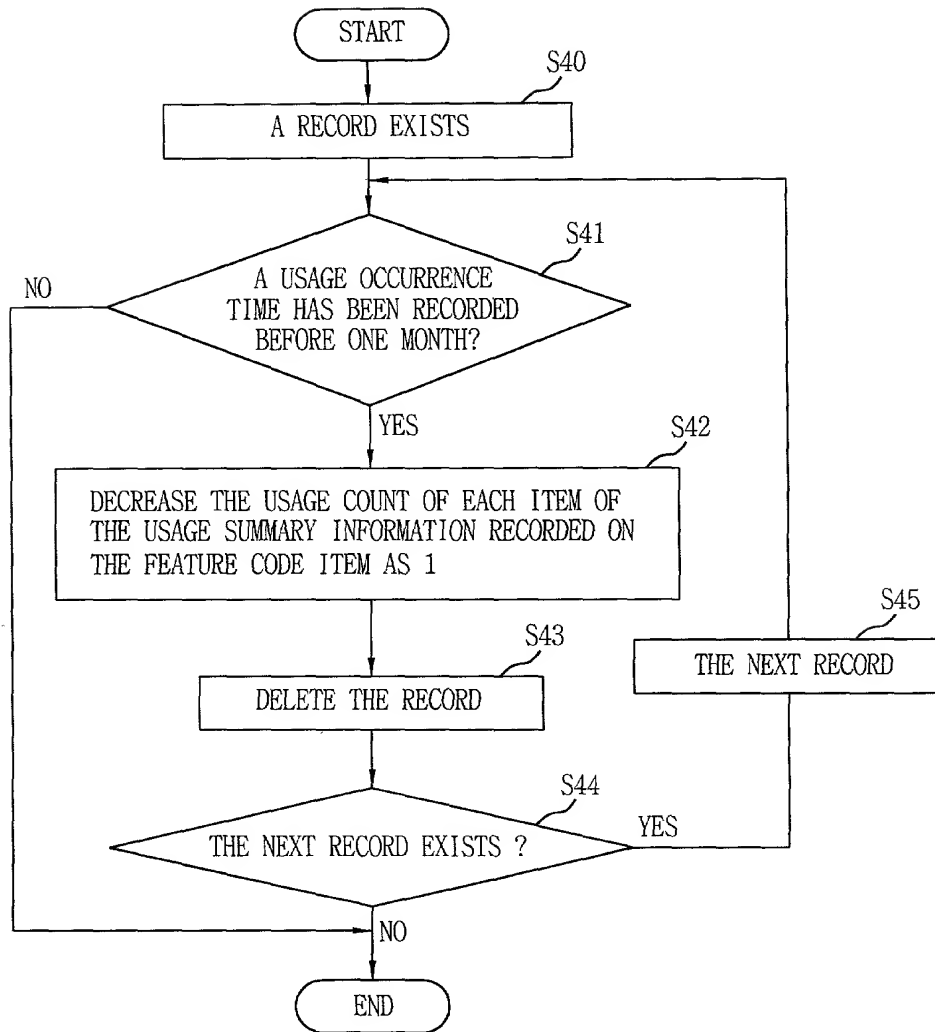 START
S40
A RECORD EXISTS
S41
NO
A USAGE OCCURRENCE
TIME HAS BEEN RECORDED
BEFORE ONE MONTH?
YES
S42
DECREASE THE USAGE COUNT OF EACH ITEM OF
THE USAGE SUMMARY INFORMATION RECORDED ON
THE FEATURE CODE ITEM AS 1
S45
THE NEXT RECORD
S43
DELETE THE RECORD
S44
THE NEXT RECORD EXISTS ?
YES
NO
END